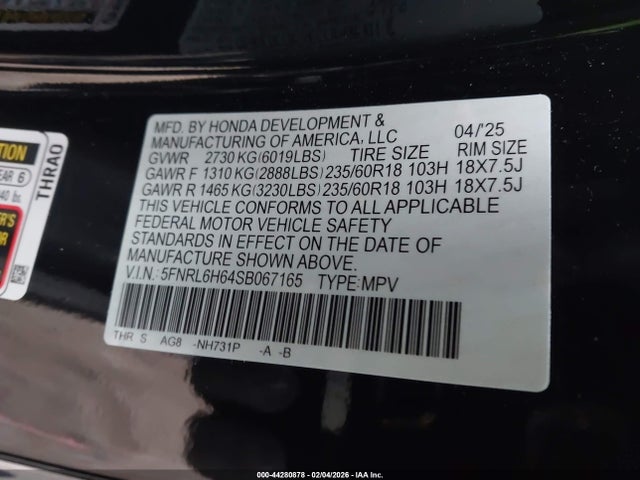 MFD. BY HONDA DEVELOPMENT &
MANUFACTURING OF AMERICA, LLC 04/'25
GVWR 2730 KG(6019LBS) TIRE SIZE RIM SIZE
GAWR F 1310 KG(2888LBS)235/60R18 103H 18X7.5J
GAWR R 1465 KG(3230LBS)235/60R18 103H 18X7.5J
THIS VEHICLE CONFORMS TO ALL APPLICABLE
FEDERAL MOTOR VEHICLE SAFETY
STANDARDS IN EFFECT ON THE DATE OF
MANUFACTURE SHOWN ABOVE.
V.I.N.: 5FNRL6H64SB067165 TYPE:MPV
THR S AG8 -NH731P -A -B
THRA0
000-44280878 - 02/04/2026 - IAA Inc.